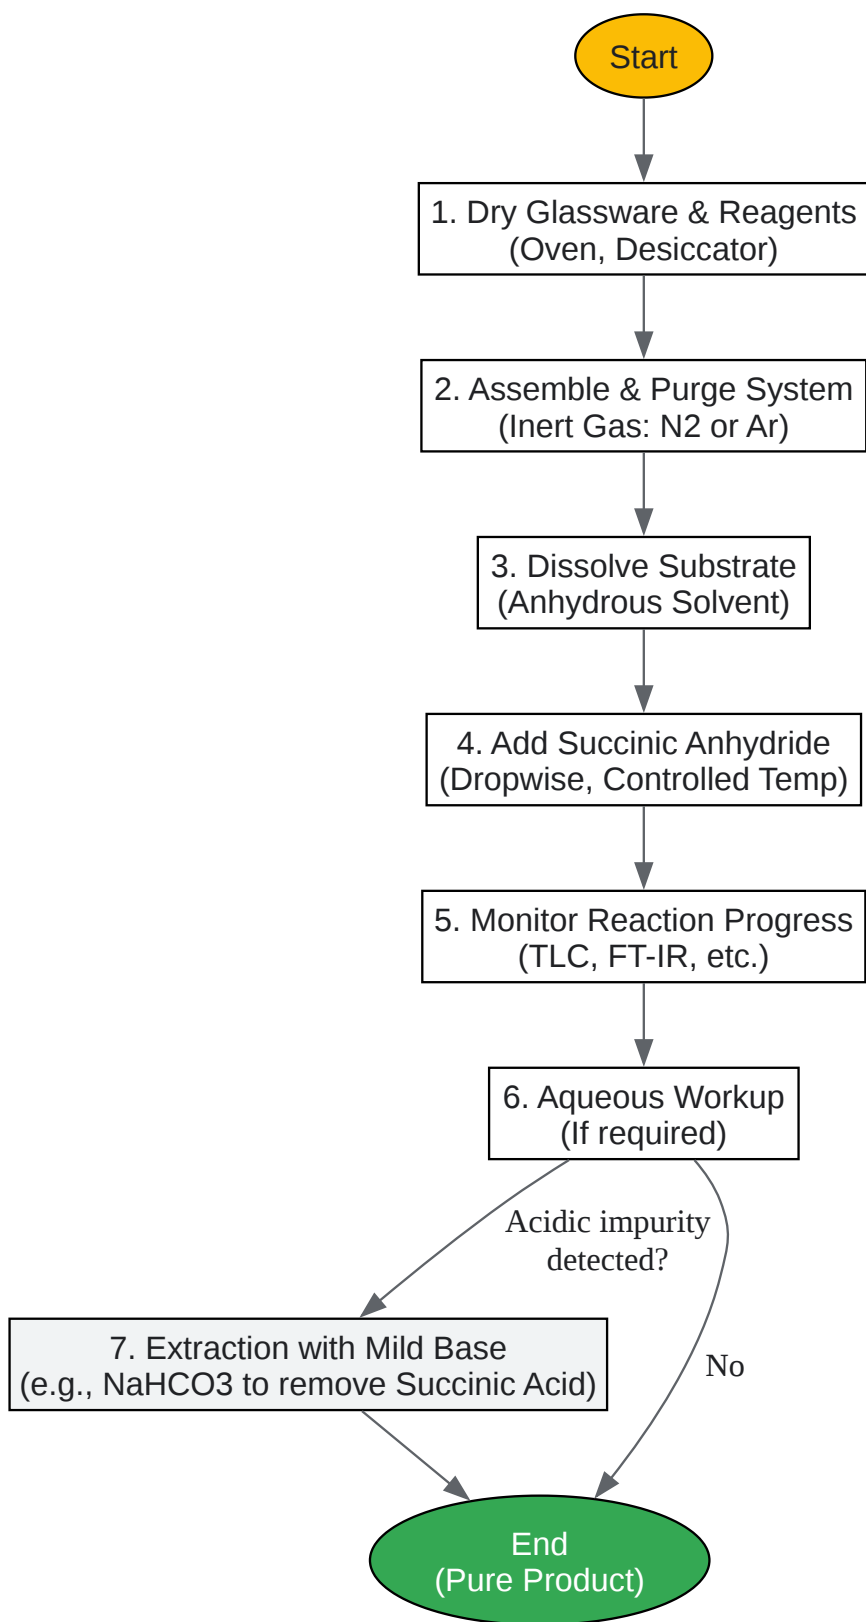 Start
1. Dry Glassware & Reagents
(Oven, Desiccator)
2. Assemble & Purge System
(Inert Gas: N2 or Ar)
3. Dissolve Substrate
(Anhydrous Solvent)
4. Add Succinic Anhydride
(Dropwise, Controlled Temp)
5. Monitor Reaction Progress
(TLC, FT-IR, etc.)
6. Aqueous Workup
(If required)
Acidic impurity
detected?
7. Extraction with Mild Base
(e.g., NaHCO3 to remove Succinic Acid)
No
End
(Pure Product)